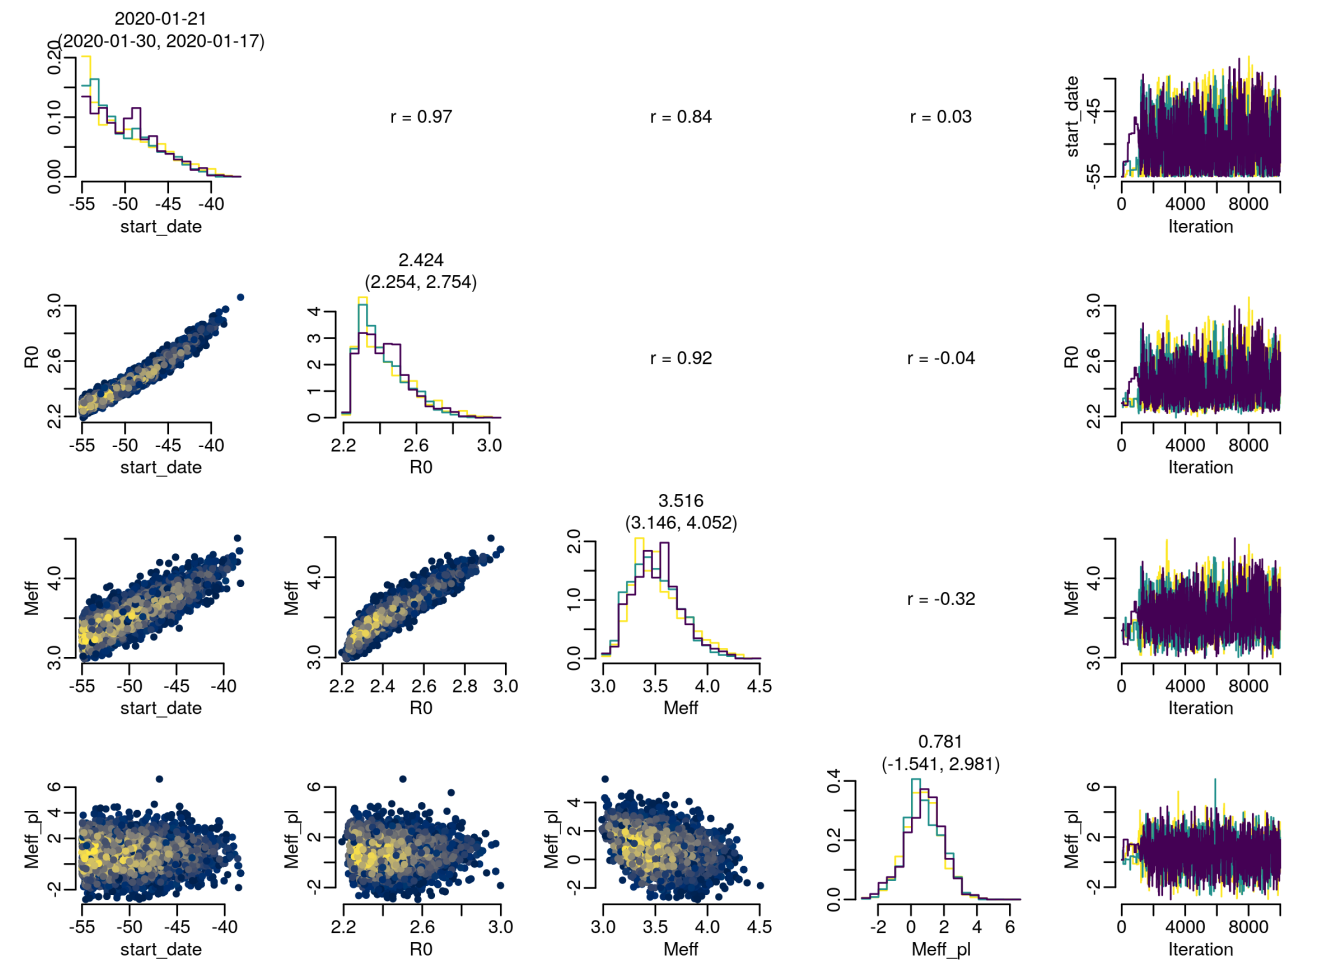 2020-01-21
(2020-01-30, 2020-01-17)
0.00 0.10 0.20
-55 -50 -45 -40
start_date
r = 0.97
r = 0.84
r = 0.03
start_date
-55 -45
0 4000 8000
Iteration
R0
2.2 2.6 3.0
-55 -50 -45 -40
start_date
2.424
(2.254, 2.754)
0 1 2 3 4
2.2 2.6 3.0
R0
r = 0.92
r = -0.04
R0
2.2 2.6 3.0
0 4000 8000
Iteration
Meff
3.0 4.0
-55 -50 -45 -40
start_date
Meff
3.0 4.0
2.2 2.4 2.6 2.8 3.0
R0
3.516
(3.146, 4.052)
0.0 1.0 2.0
3.0 3.5 4.0 4.5
Meff
r = -0.32
Meff
3.0 4.0
0 4000 8000
Iteration
Meff_pl
-2 2 4 6
-55 -50 -45 -40
start_date
Meff_pl
-2 2 6
2.2 2.6 3.0
R0
Meff_pl
-2 0 2 4
3.0 3.5 4.0 4.5
Meff
0.781
(-1.541, 2.981)
0.0 0.2 0.4
-2 0 2 4 6
Meff_pl
Meff_pl
-2 2 6
0 4000 8000
Iteration